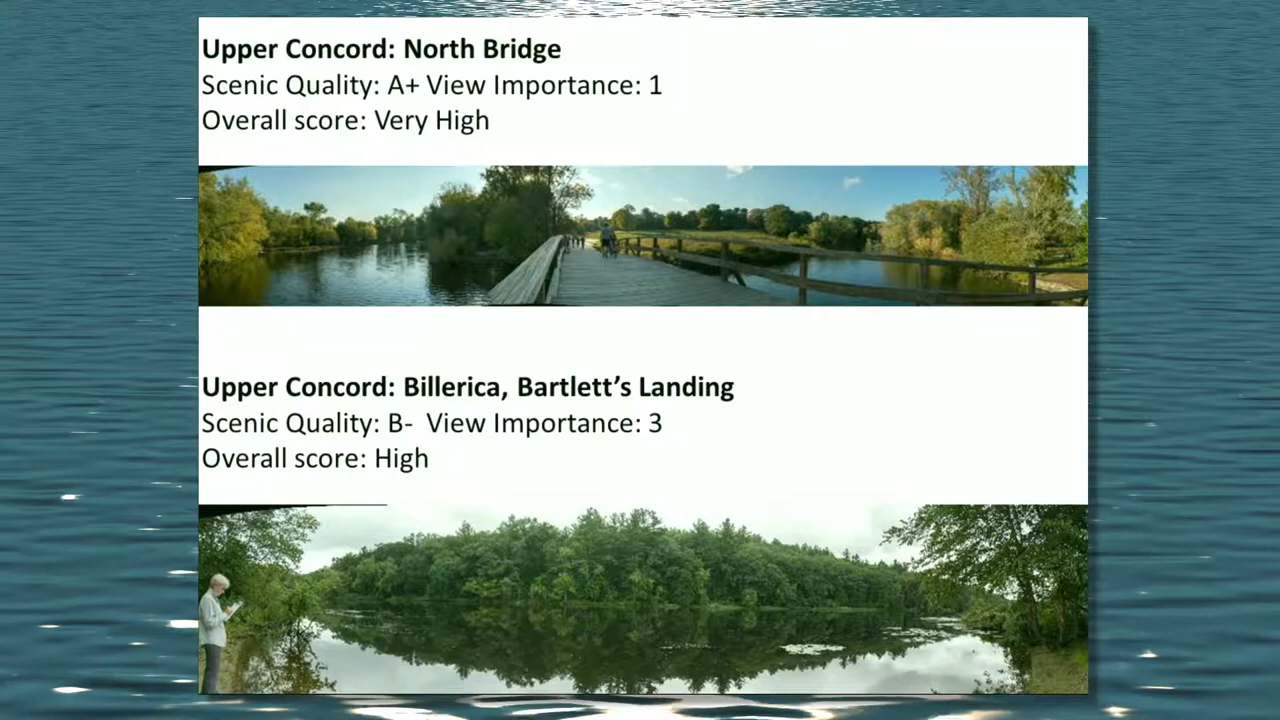 Upper Concord: North Bridge
Scenic Quality: A+ View Importance: 1
Overall score: Very High
Upper Concord: Billerica, Bartlett’s Landing
Scenic Quality: B- View Importance: 3
Overall score: High